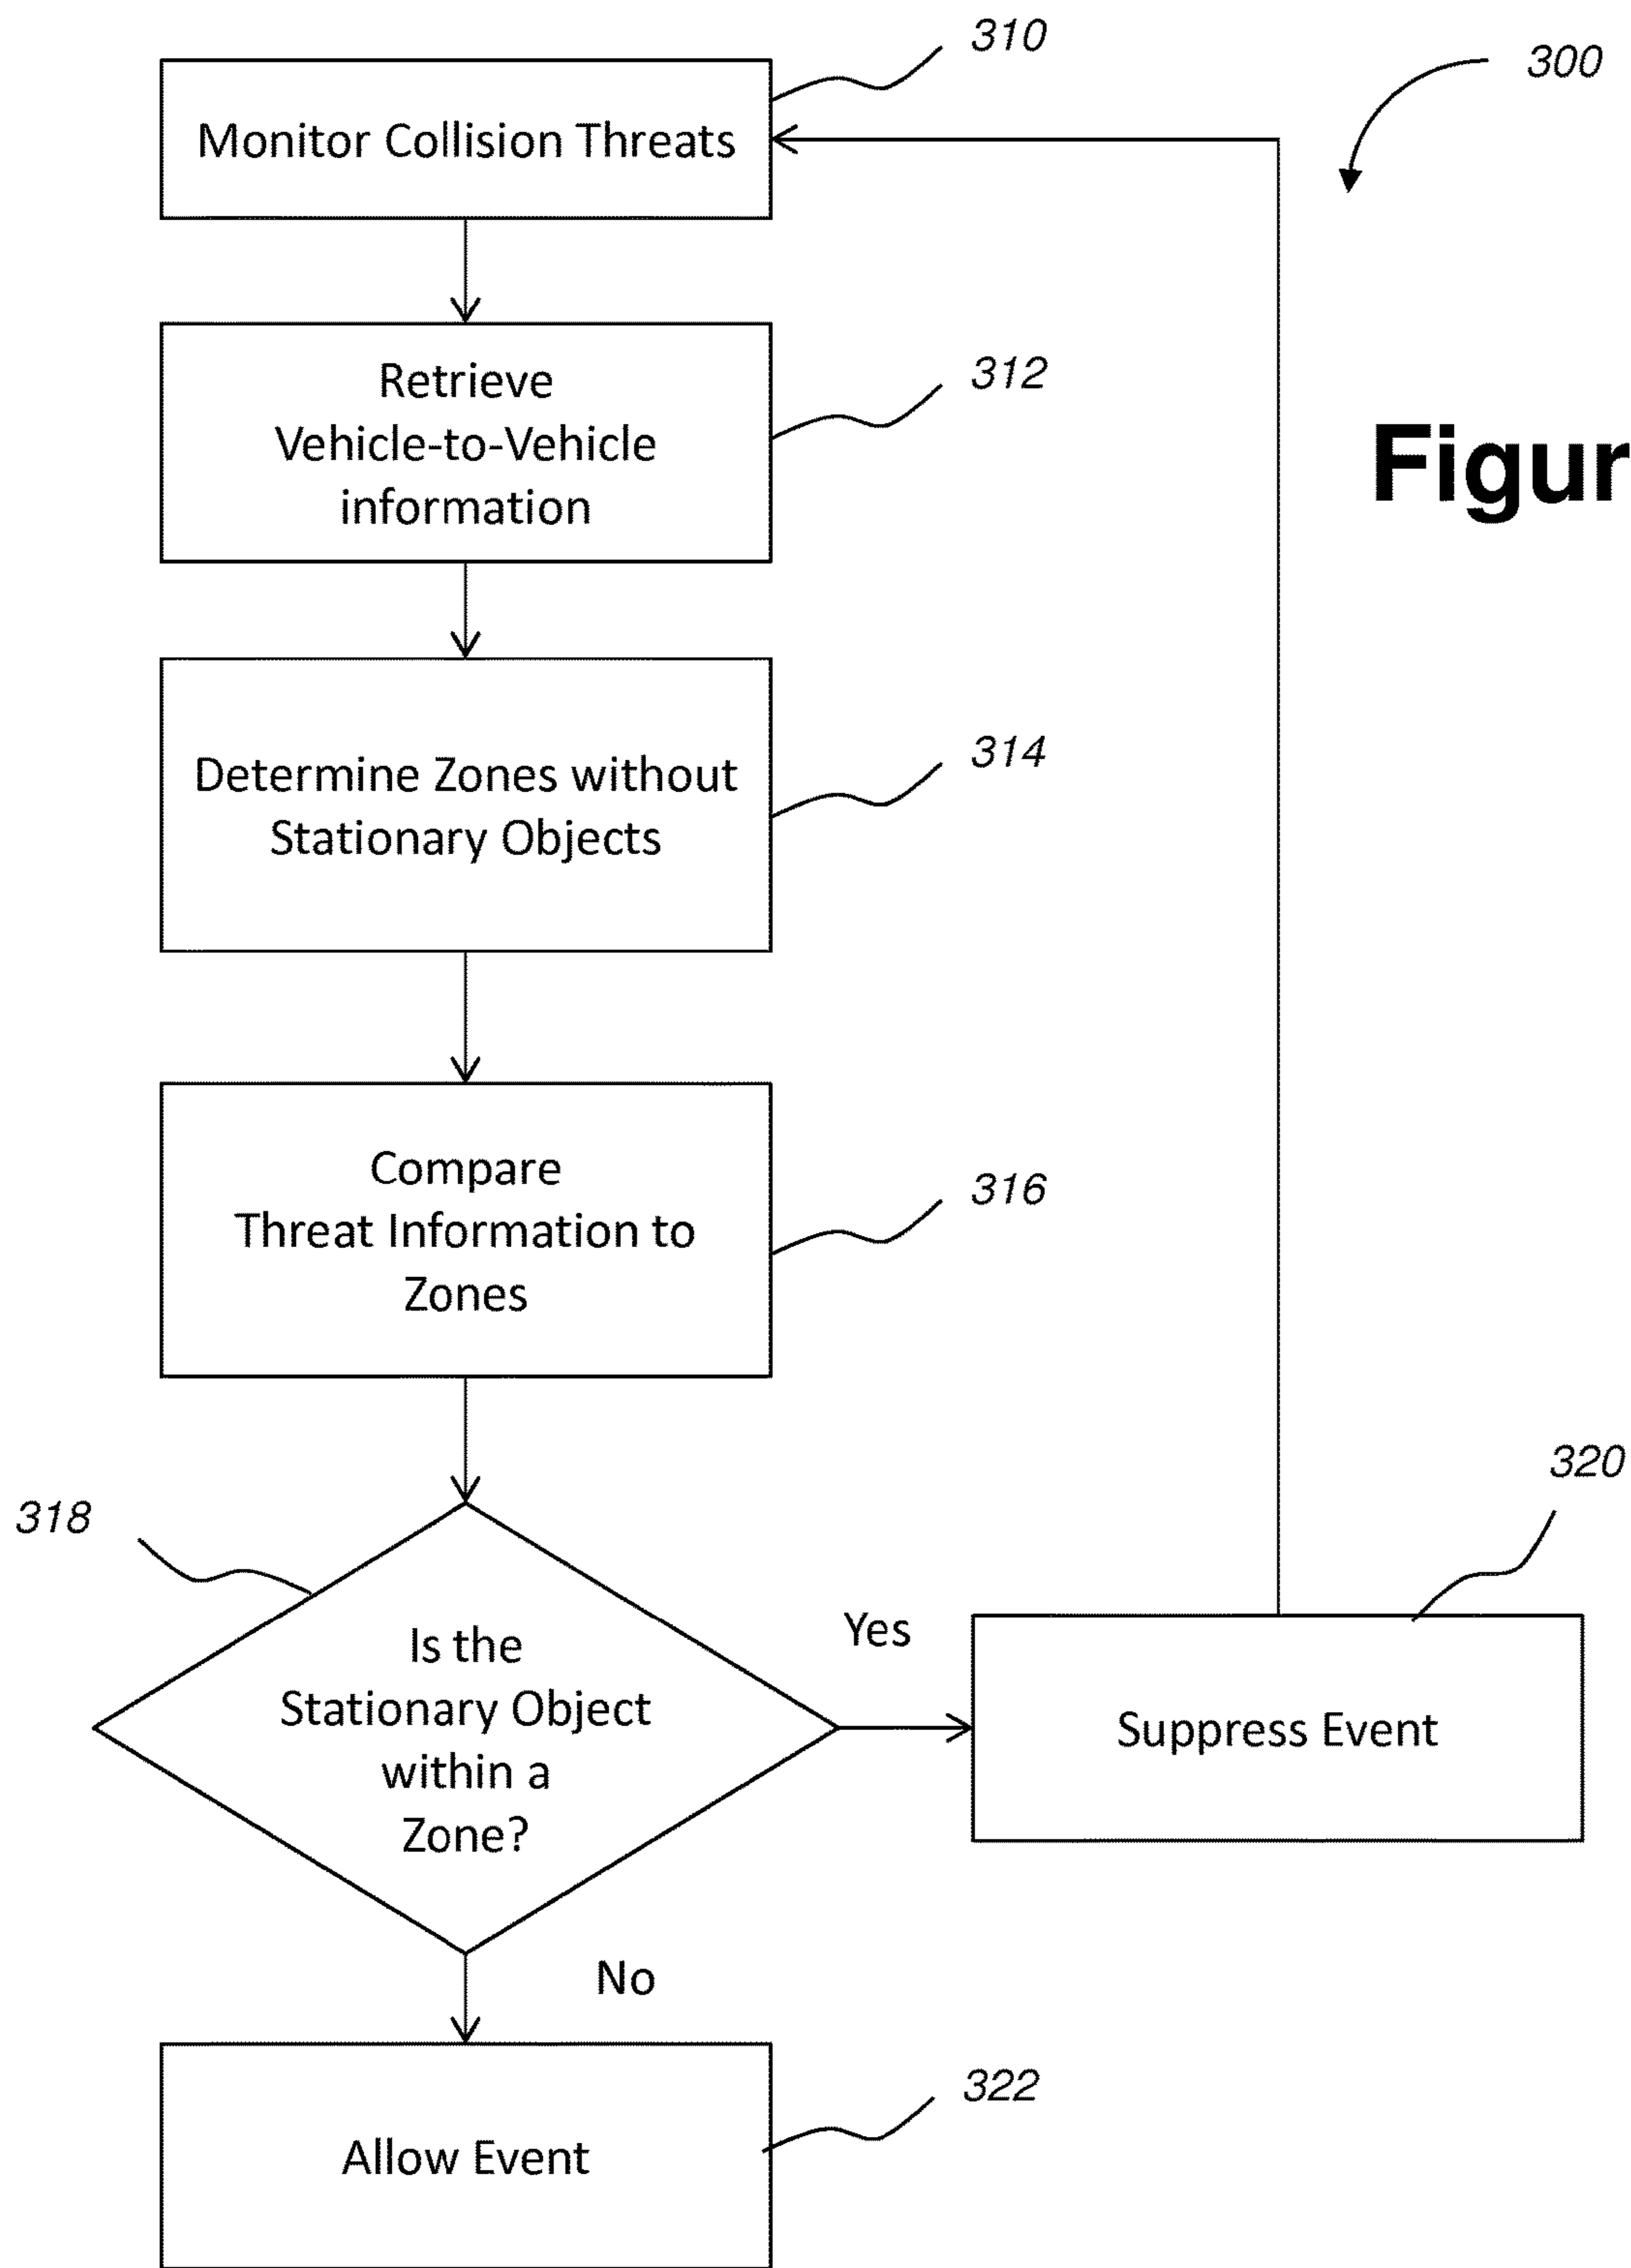 310
300
Monitor Collision Threats
312
Retrieve
Vehicle-to-Vehicle
information
Figur
314
Determine Zones without
Stationary Objects
316
Compare
Threat Information to
Zones
320
318
Yes
Is the
Stationary Object
within a
Zone?
Suppress Event
No
322
Allow Event